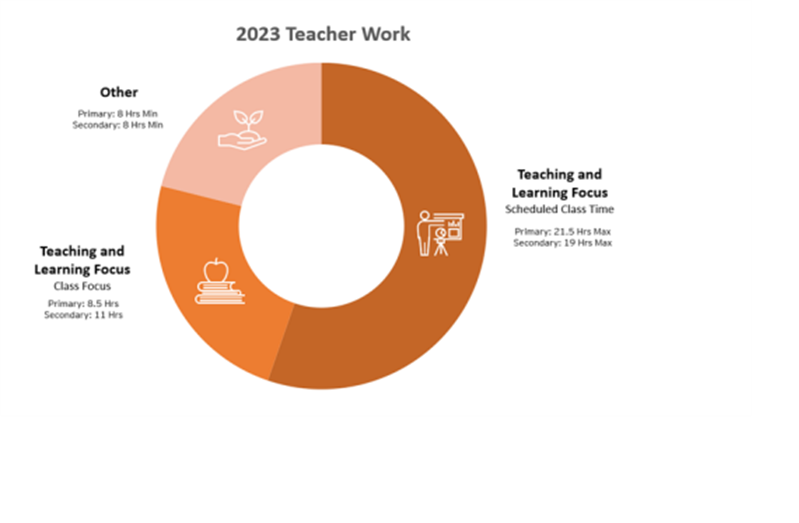 2023 Teacher Work
Other
Primary: 8 Hrs Min
Secondary: 8 Hrs Min
Teaching and
Learning Focus
Scheduled Class Time
Primary: 21.5 Hrs Max
Secondary: 19 Hrs Max
Teaching and
Learning Focus
Class Focus
Primary: 8.5 Hrs
Secondary: 11 Hrs